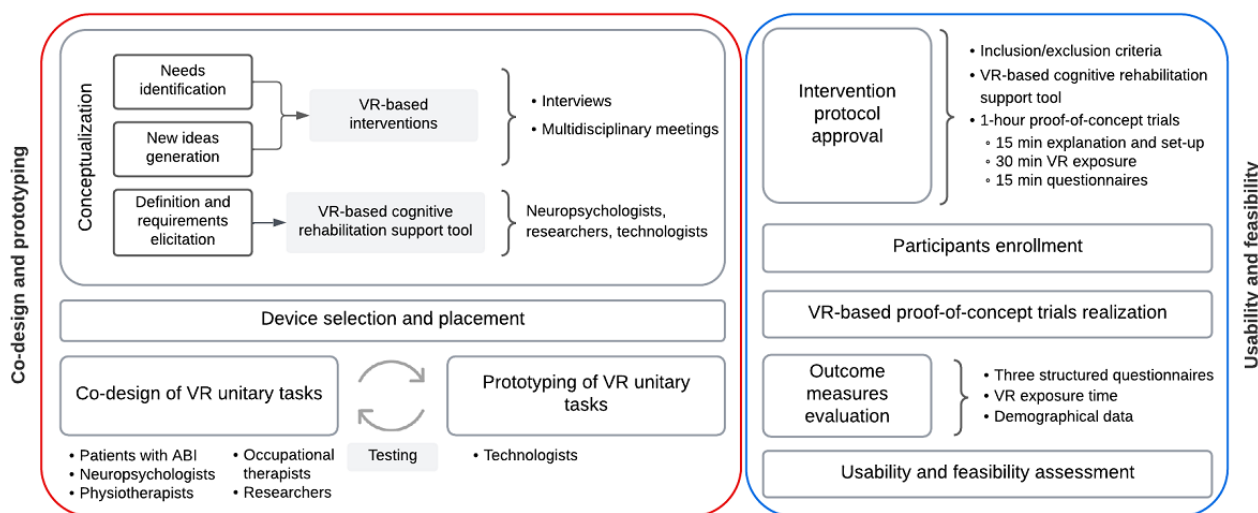 Co-design and prototyping
Conceptualization
Needs
identification
New ideas
generation
VR-based
interventions
• Interviews
• Multidisciplinary meetings
Definition and
requirements
elicitation
VR-based cognitive
rehabilitation support tool
Neuropsychologists,
researchers, technologists
Device selection and placement
Co-design of VR unitary tasks
Prototyping of VR unitary
tasks
• Patients with ABI
• Neuropsychologists
• Physiotherapists
• Occupational
therapists
• Researchers
Testing
• Technologists
Intervention
protocol
approval
• Inclusion/exclusion criteria
• VR-based cognitive rehabilitation
support tool
• 1-hour proof-of-concept trials
◦ 15 min explanation and set-up
◦ 30 min VR exposure
◦ 15 min questionnaires
Participants enrollment
VR-based proof-of-concept trials realization
Outcome
measures
evaluation
• Three structured questionnaires
• VR exposure time
• Demographical data
Usability and feasibility assessment
Usability and feasibility